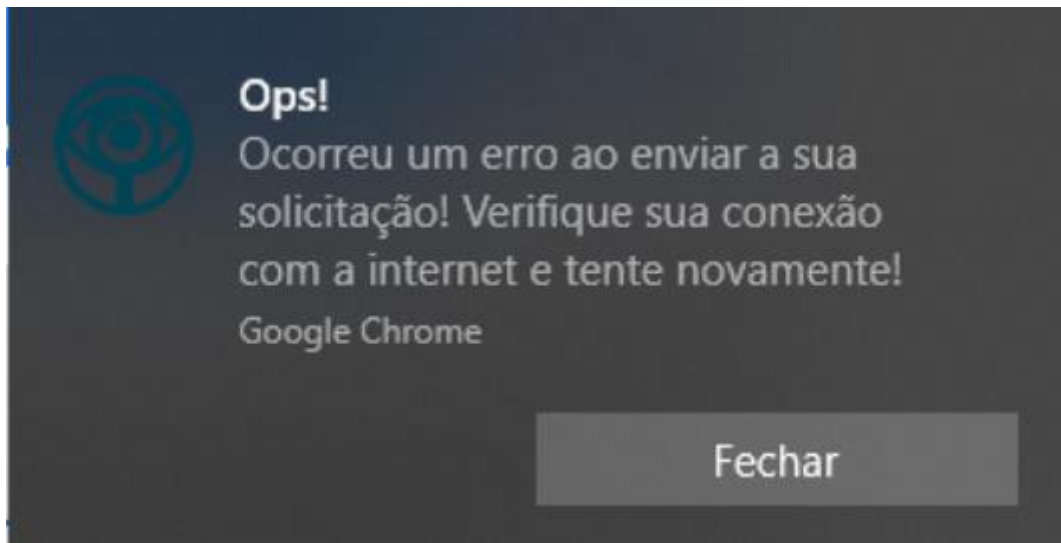 Ops!
Ocorreu um erro ao enviar a sua
solicitação! Verifique sua conexão
com a internet e tente novamente!
Google Chrome
Fechar